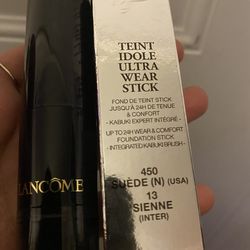 TEINT
IDOLE
ULTRA
WEAR
STICK
FOND DE TEINT STICK
JUSQU'À 24H DE TENUE
& CONFORT
- KABUKI EXPERT INTÉGRÉ -
UP TO 24H WEAR & COMFORT
FOUNDATION STICK
- INTEGRATED KABUKI BRUSH -
LANCÔME
450
SUÈDE (N) (USA)
13
SIENNE
(INTER)